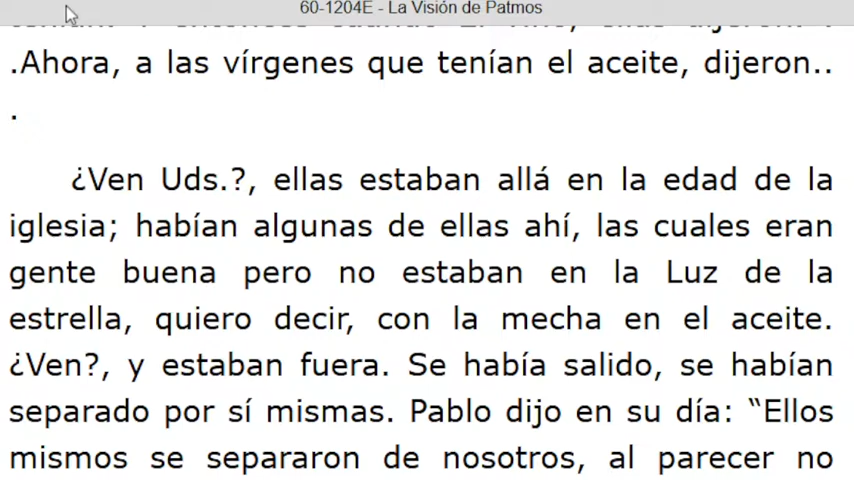 60-1204E - La Visión de Patmos
.Ahora, a las vírgenes que tenían el aceite, dijeron..
.
¿Ven Uds.?, ellas estaban allá en la edad de la
iglesia; habían algunas de ellas ahí, las cuales eran
gente buena pero no estaban en la Luz de la
estrella, quiero decir, con la mecha en el aceite.
¿Ven?, y estaban fuera. Se había salido, se habían
separado por sí mismas. Pablo dijo en su día: “Ellos
mismos se separaron de nosotros, al parecer no